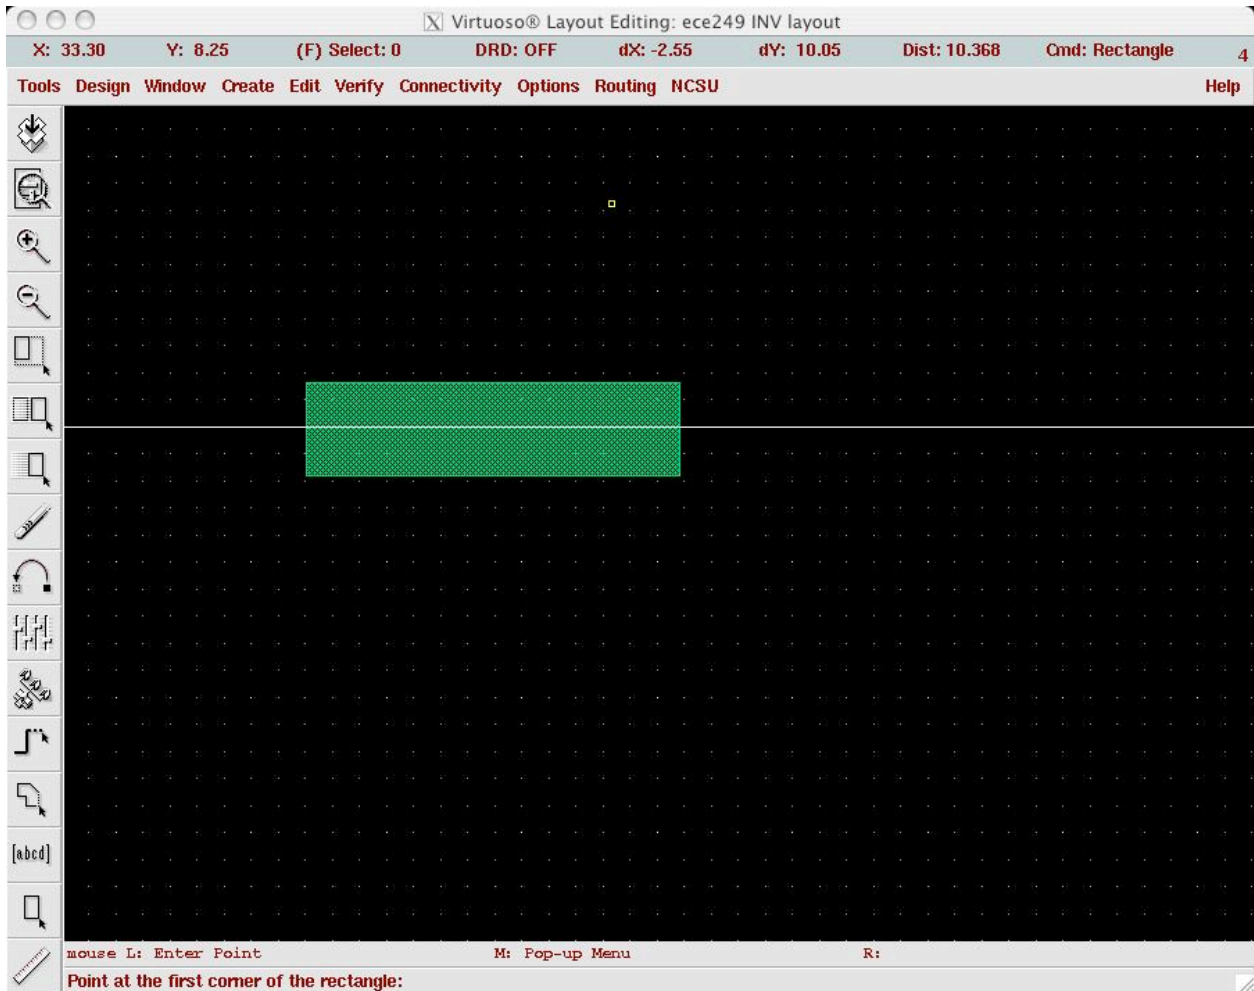 X Virtuoso® Layout Editing: ece249 INV layout
X: 33.30 Y: 8.25 (F) Select: 0 DRD: OFF dX: -2.55 dY: 10.05 Dist: 10.368 Cmd: Rectangle 4
Tools Design Window Create Edit Verify Connectivity Options Routing NCSU Help
[abcd]
mouse L: Enter Point M: Pop-up Menu R:
Point at the first corner of the rectangle: